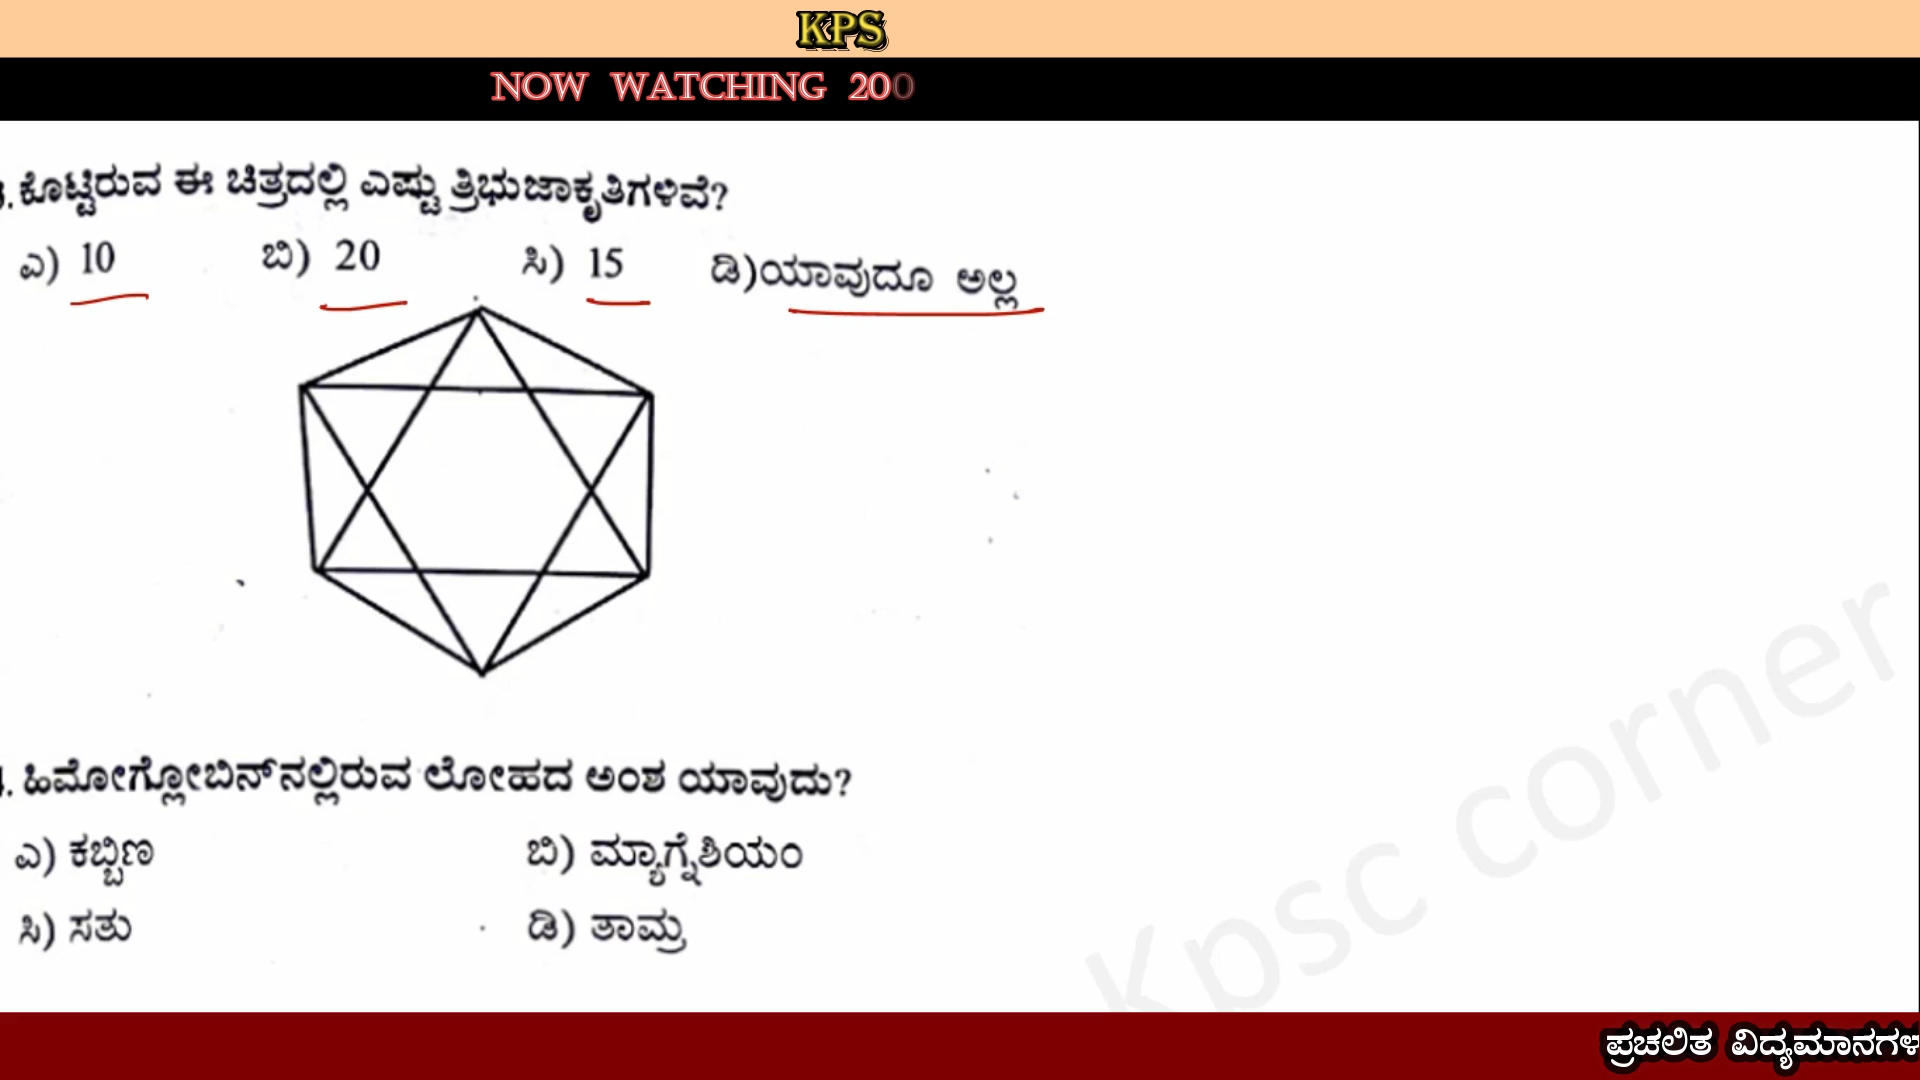 KPS
NOW WATCHING 200
. ಕೊಟ್ಟಿರುವ ಈ ಚಿತ್ರದಲ್ಲಿ ಎಷ್ಟು ತ್ರಿಭುಜಾಕೃತಿಗಳಿವೆ?
ಎ) 10 ಬಿ) 20 ಸಿ) 15 ಡಿ)ಯಾವುದೂ ಅಲ್ಲ
. ಹಿಮೋಗ್ಲೋಬಿನ್‌ನಲ್ಲಿರುವ ಲೋಹದ ಅಂಶ ಯಾವುದು?
ಎ) ಕಬ್ಬಿಣ ಬಿ) ಮ್ಯಾಗ್ನೆಶಿಯಂ
ಸಿ) ಸತು ಡಿ) ತಾಮ್ರ
Kpsc corner
ಪ್ರಚಲಿತ ವಿದ್ಯಮಾನಗಳ